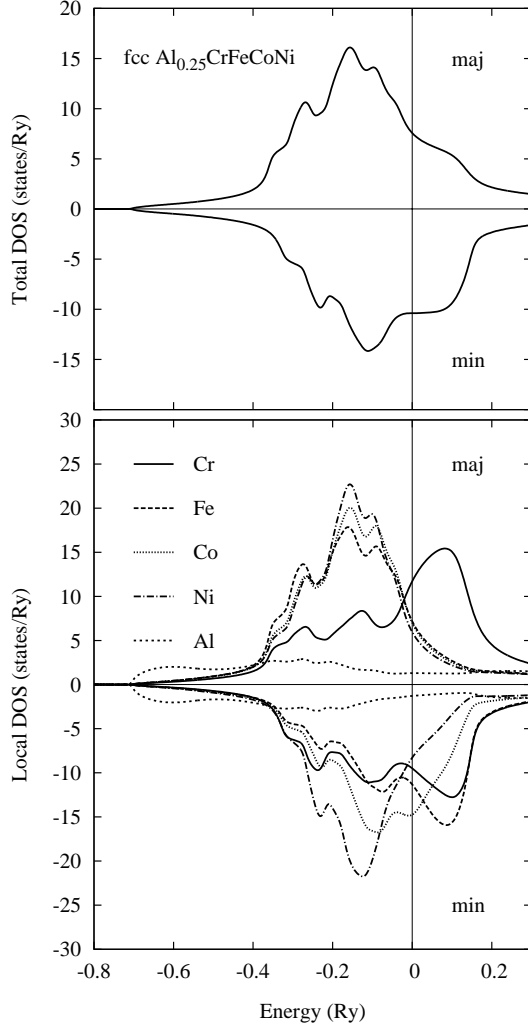 20
15
10
5
0
-5
-10
-15
Total DOS (states/Ry)
fcc Al0.25CrFeCoNi
maj
min
30
25
20
15
10
5
0
-5
-10
-15
-20
-25
-30
Local DOS (states/Ry)
Cr
Fe
Co
Ni
Al
maj
min
-0.8 -0.6 -0.4 -0.2 0 0.2
Energy (Ry)